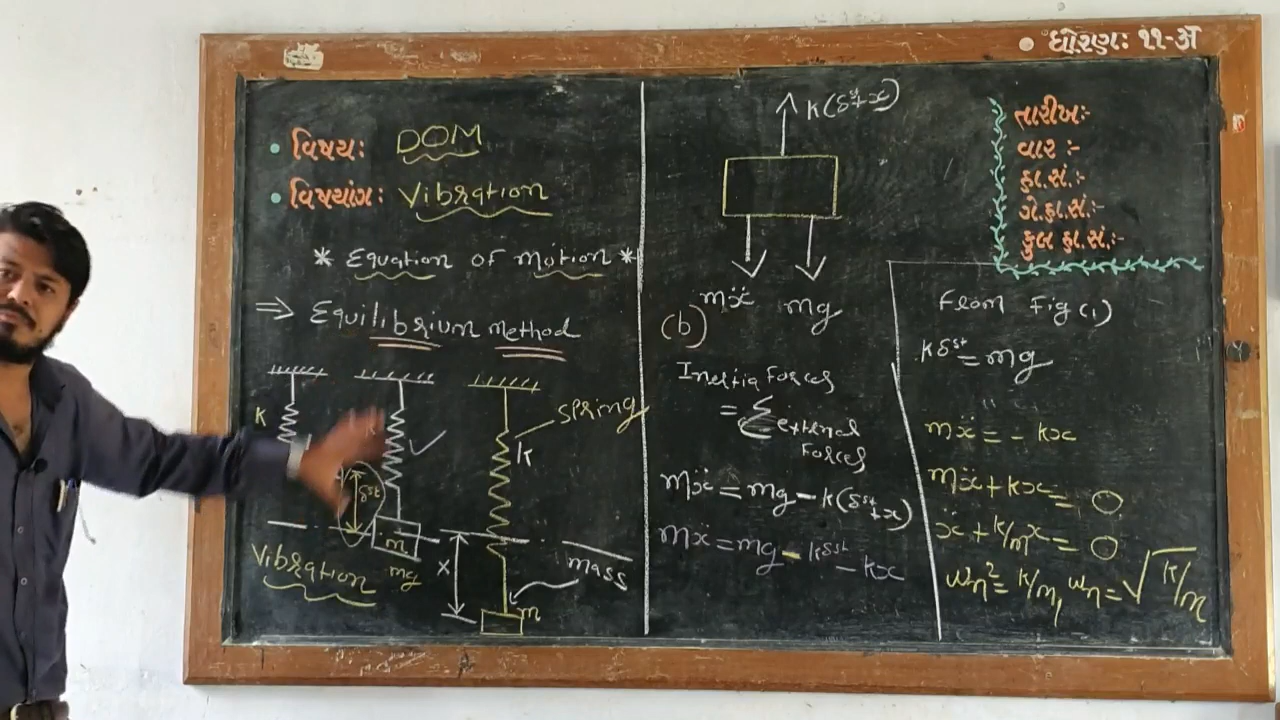 ધોરણઃ ૧૧-અ
• વિષયઃ DOM
• વિષયાંગઃ Vibration
* Equation of Motion *
⇒ Equilibrium Method
K
δst
m
mg
Vibration
spring
k
x
mass
m
k(δst+x)
mẍ mg
(b)
Inertia Forces
= Σ external
Forces
mẍ = mg - k(δst+x)
mẍ = mg - kδst - kx
તારીખઃ-
વાર :-
હા.સં.:-
ગે.હા.સં.:-
કુલ હા.સં.:-
From Fig (1)
kδst = mg
mẍ = - kx
mẍ + kx = 0
ẍ + k/m x = 0
ωn² = k/m, ωn = √k/m